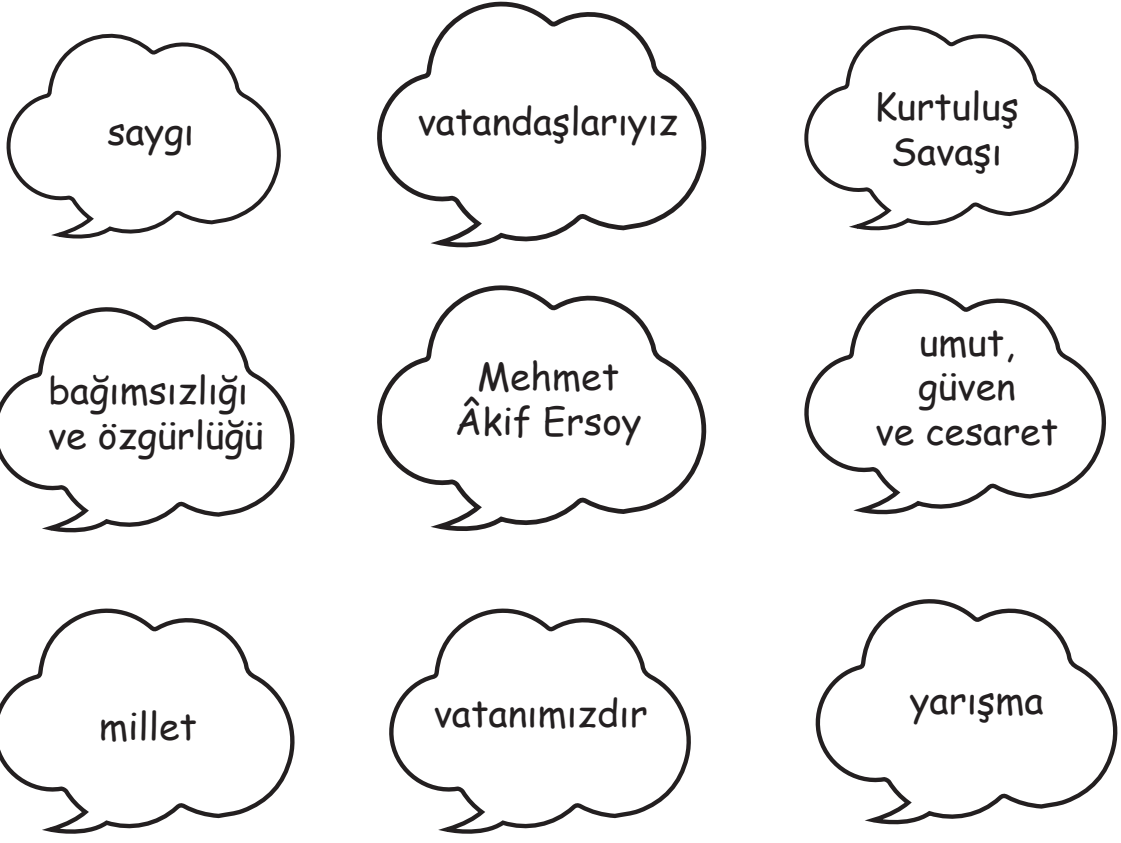 saygı
vatandaşlarıyız
Kurtuluş
Savaşı
bağımsızlığı
ve özgürlüğü
Mehmet
Âkif Ersoy
umut,
güven
ve cesaret
millet
vatanımızdır
yarışma